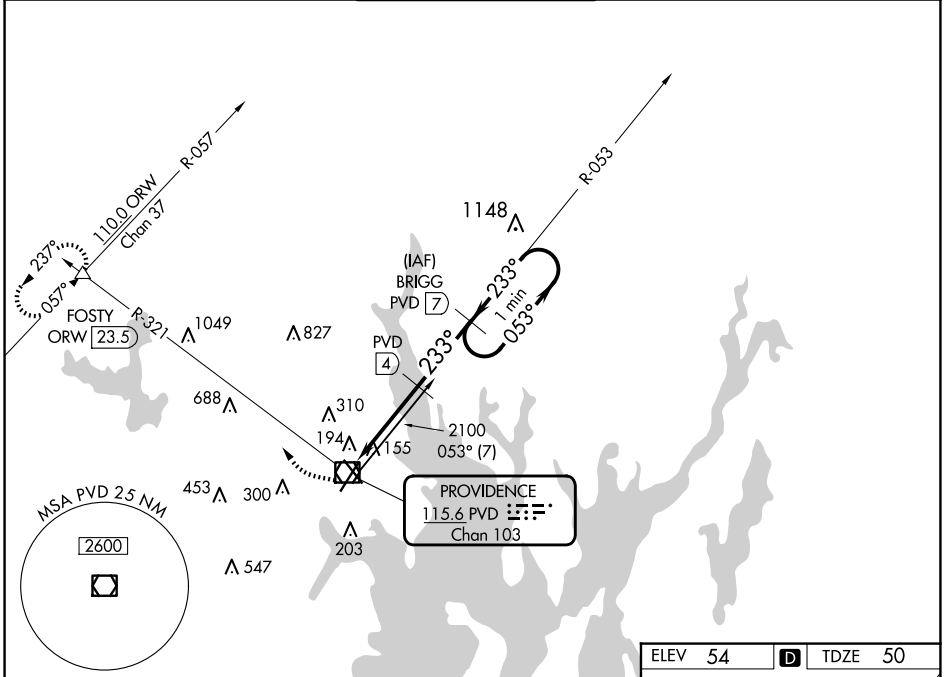 R-057
110.0 ORW
Chan 37
237°
057°
FOSTY
ORW 23.5
R-321
1049
827
688
310
194
155
453
300
203
547
1148
R-053
(IAF)
BRIGG
PVD 7
233°
1 min
053°
PVD
4
233°
2100
053° (7)
PROVIDENCE
115.6 PVD
Chan 103
MSA PVD 25 NM
2600
ELEV 54 D TDZE 50